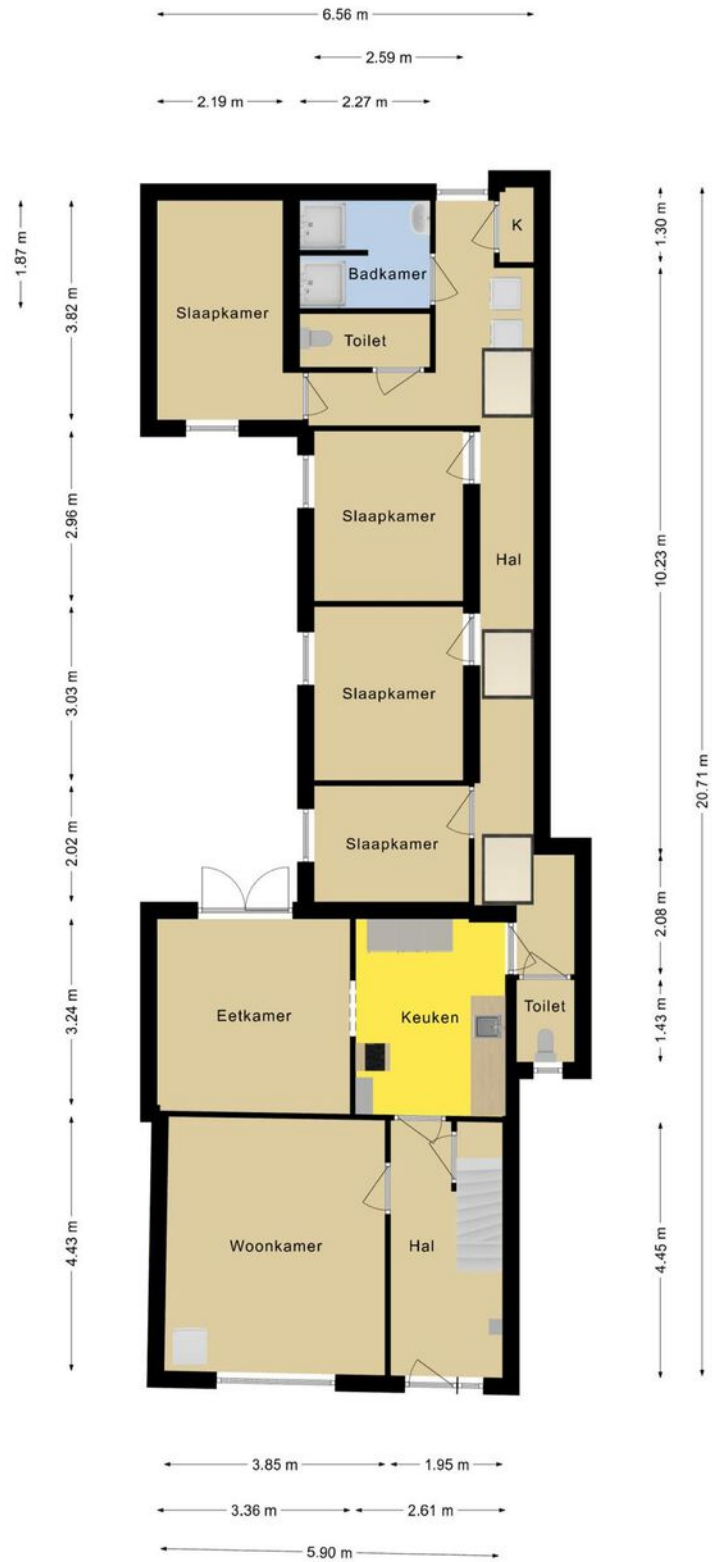 6.56 m
2.59 m
2.19 m
2.27 m
1.87 m
3.82 m
1.30 m
K
Badkamer
Slaapkamer
Toilet
2.96 m
Slaapkamer
Hal
10.23 m
3.03 m
Slaapkamer
20.71 m
2.02 m
Slaapkamer
2.08 m
3.24 m
Eetkamer
Keuken
Toilet
1.43 m
4.43 m
Woonkamer
Hal
4.45 m
3.85 m
1.95 m
3.36 m
2.61 m
5.90 m